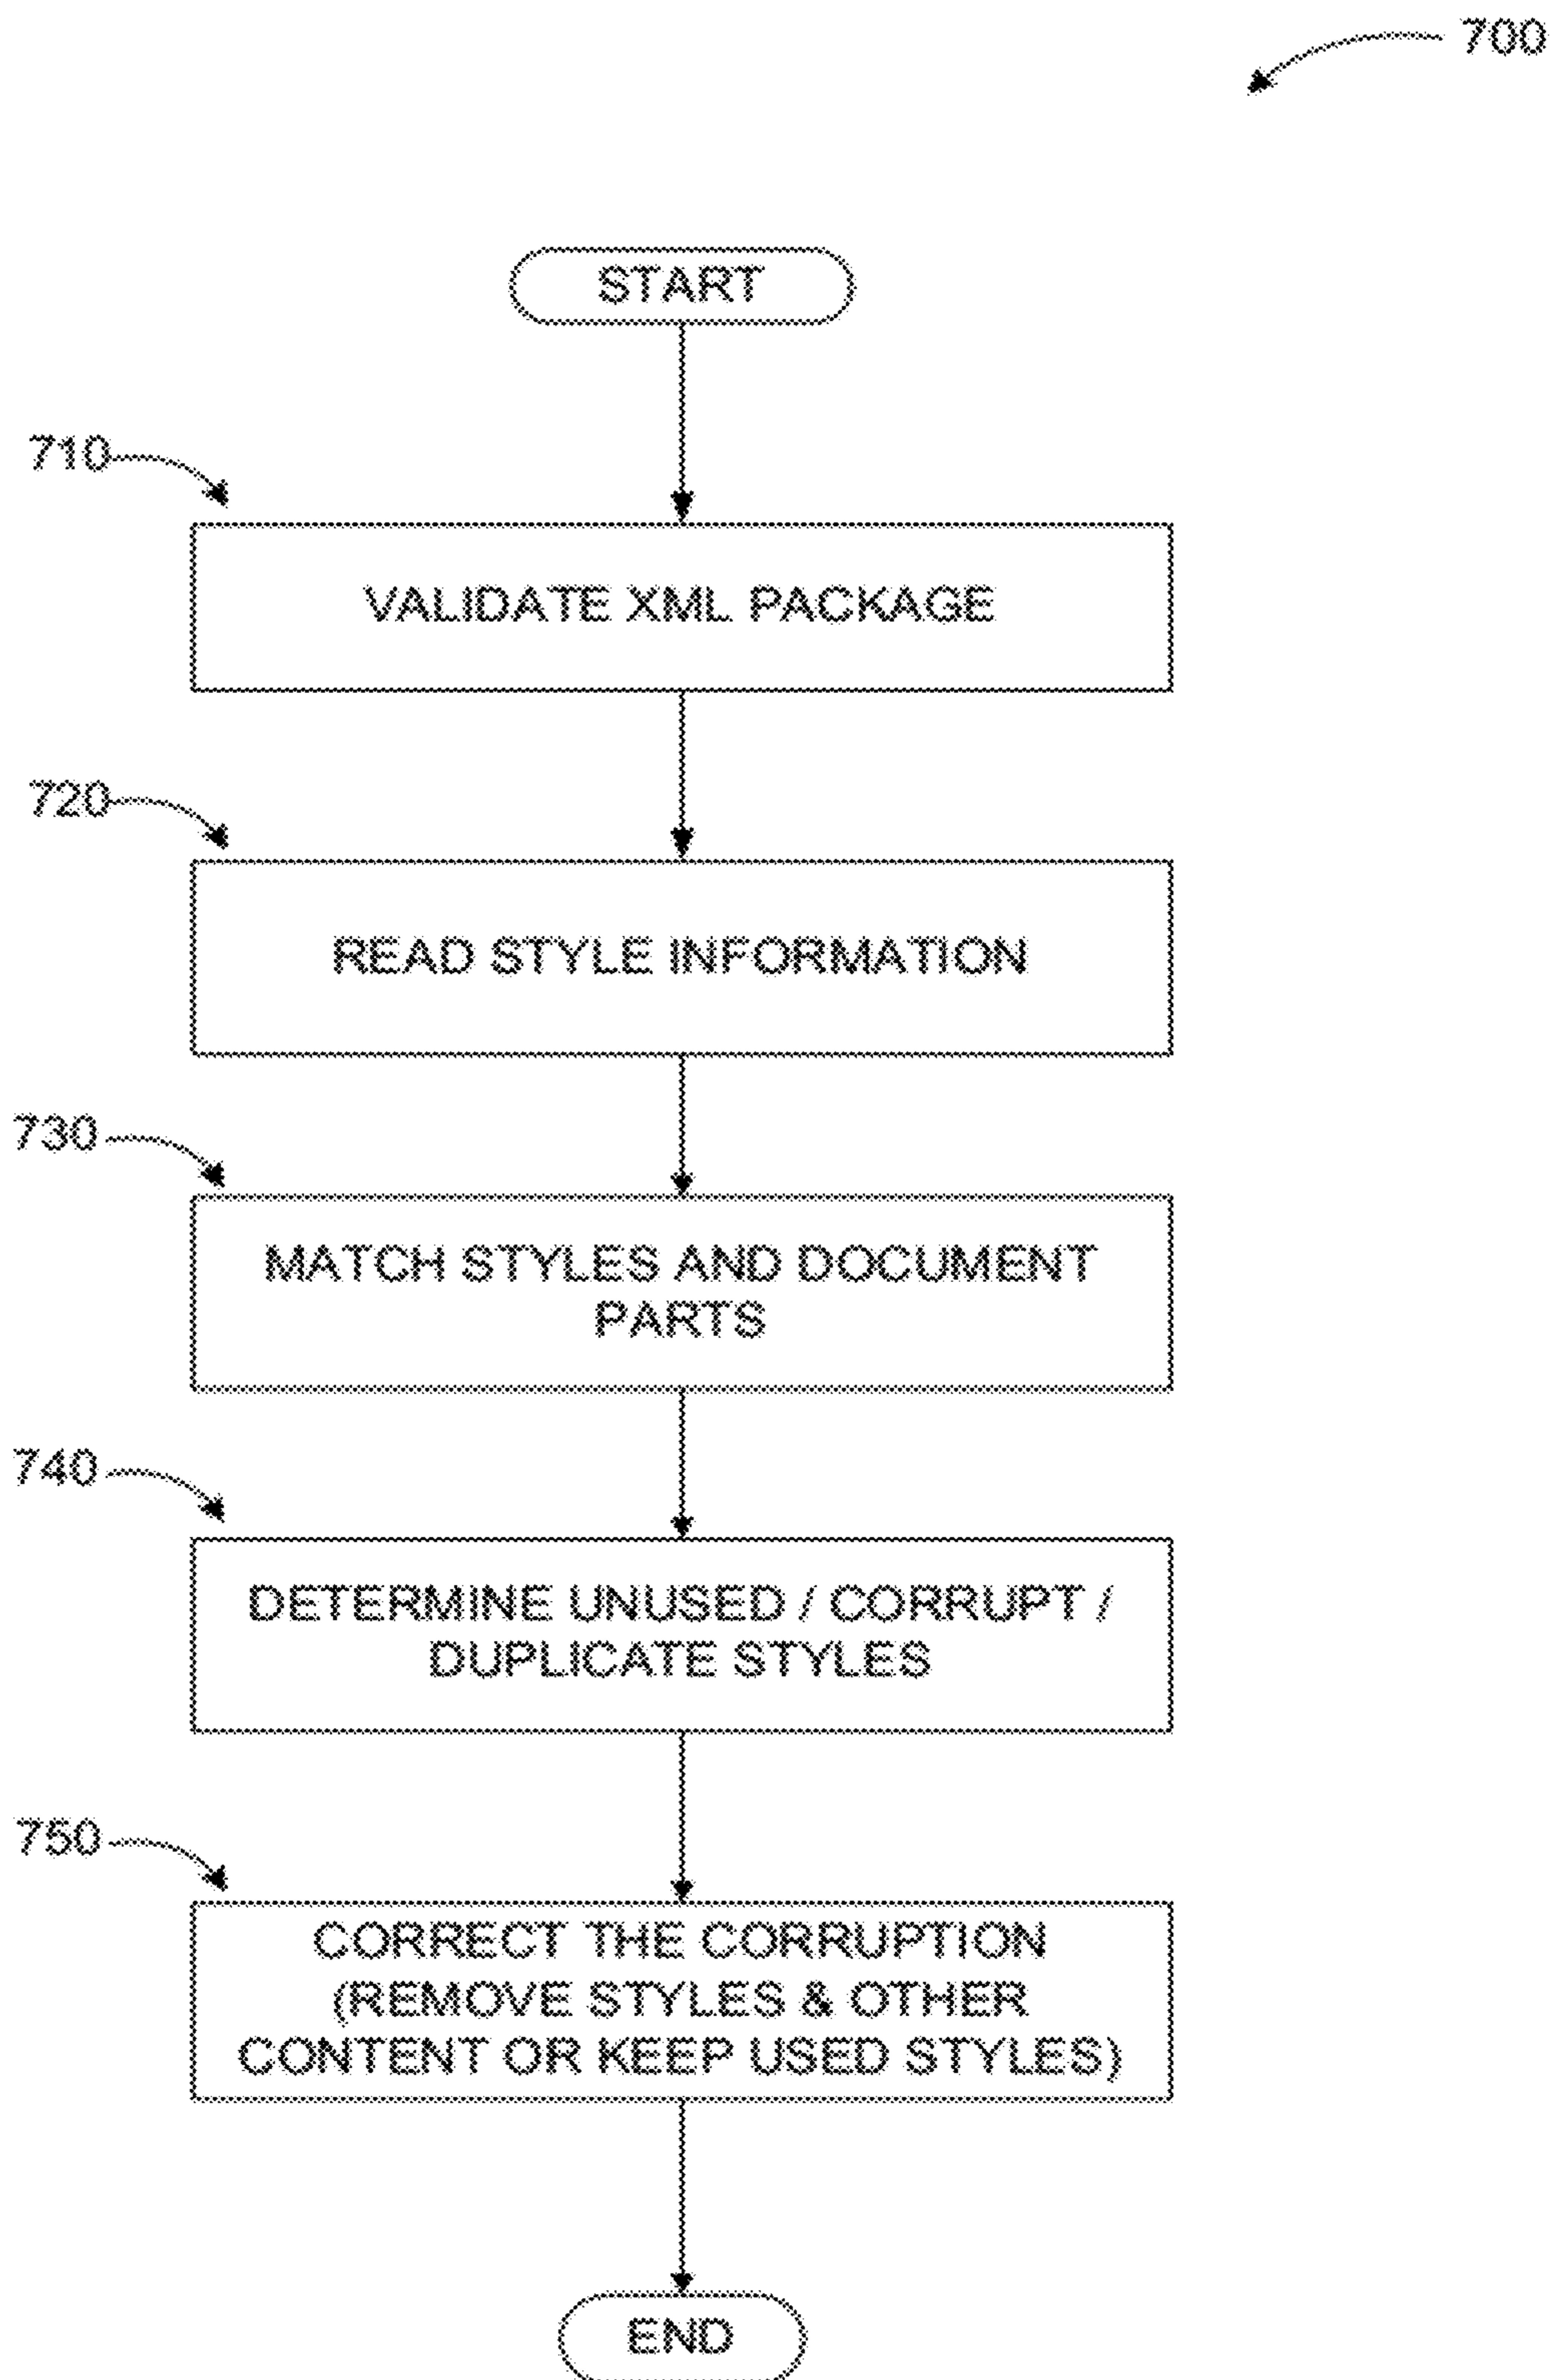 700
START
710
VALIDATE XML PACKAGE
720
READ STYLE INFORMATION
730
MATCH STYLES AND DOCUMENT
PARTS
740
DETERMINE UNUSED / CORRUPT /
DUPLICATE STYLES
750
CORRECT THE CORRUPTION
(REMOVE STYLES & OTHER
CONTENT OR KEEP USED STYLES)
END